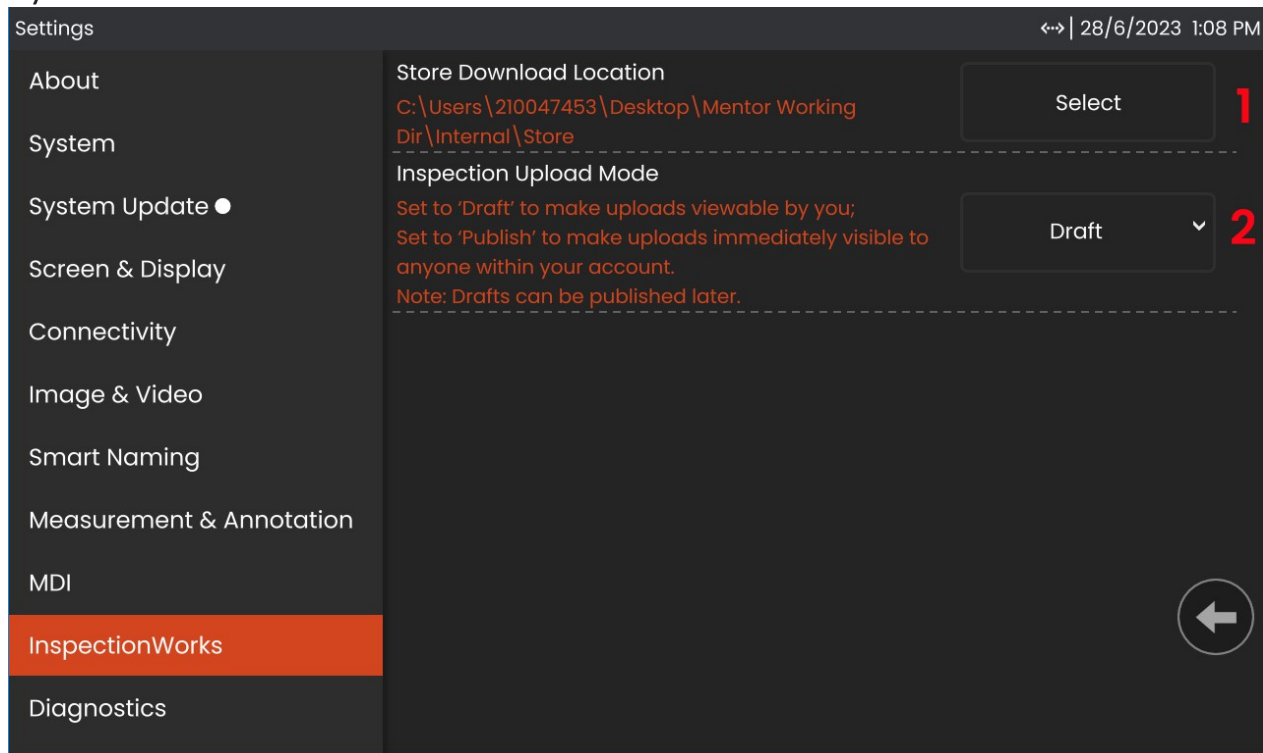 Settings
28/6/2023 1:08 PM
About
System
System Update
Screen & Display
Connectivity
Image & Video
Smart Naming
Measurement & Annotation
MDI
InspectionWorks
Diagnostics
Store Download Location
C:\Users\210047453\Desktop\Mentor Working
Dir\Internal\Store
Select
1
Inspection Upload Mode
Set to 'Draft' to make uploads viewable by you;
Set to 'Publish' to make uploads immediately visible to
anyone within your account.
Note: Drafts can be published later.
Draft
2